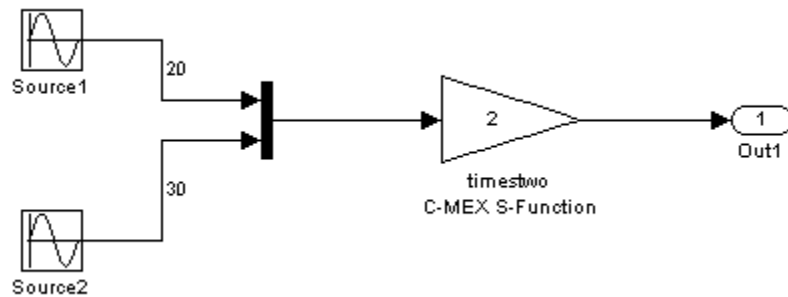 Source1
20
30
Source2
2
timestwo
C-MEX S-Function
1
Out1